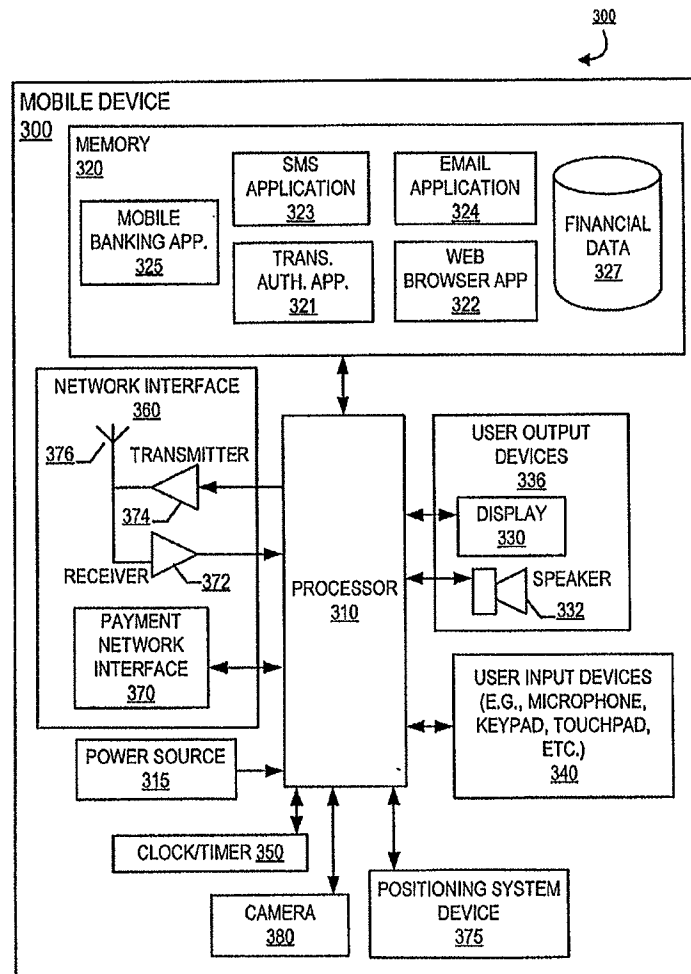 300
MOBILE DEVICE
300
MEMORY
320
SMS
APPLICATION
323
EMAIL
APPLICATION
324
MOBILE
BANKING APP.
325
TRANS.
AUTH. APP.
321
WEB
BROWSER APP
322
FINANCIAL
DATA
327
NETWORK INTERFACE
360
376
TRANSMITTER
374
RECEIVER
372
PAYMENT
NETWORK
INTERFACE
370
PROCESSOR
310
USER OUTPUT
DEVICES
336
DISPLAY
330
SPEAKER
332
USER INPUT DEVICES
(E.G., MICROPHONE,
KEYPAD, TOUCHPAD,
ETC.)
340
POWER SOURCE
315
CLOCK/TIMER 350
CAMERA
380
POSITIONING SYSTEM
DEVICE
375